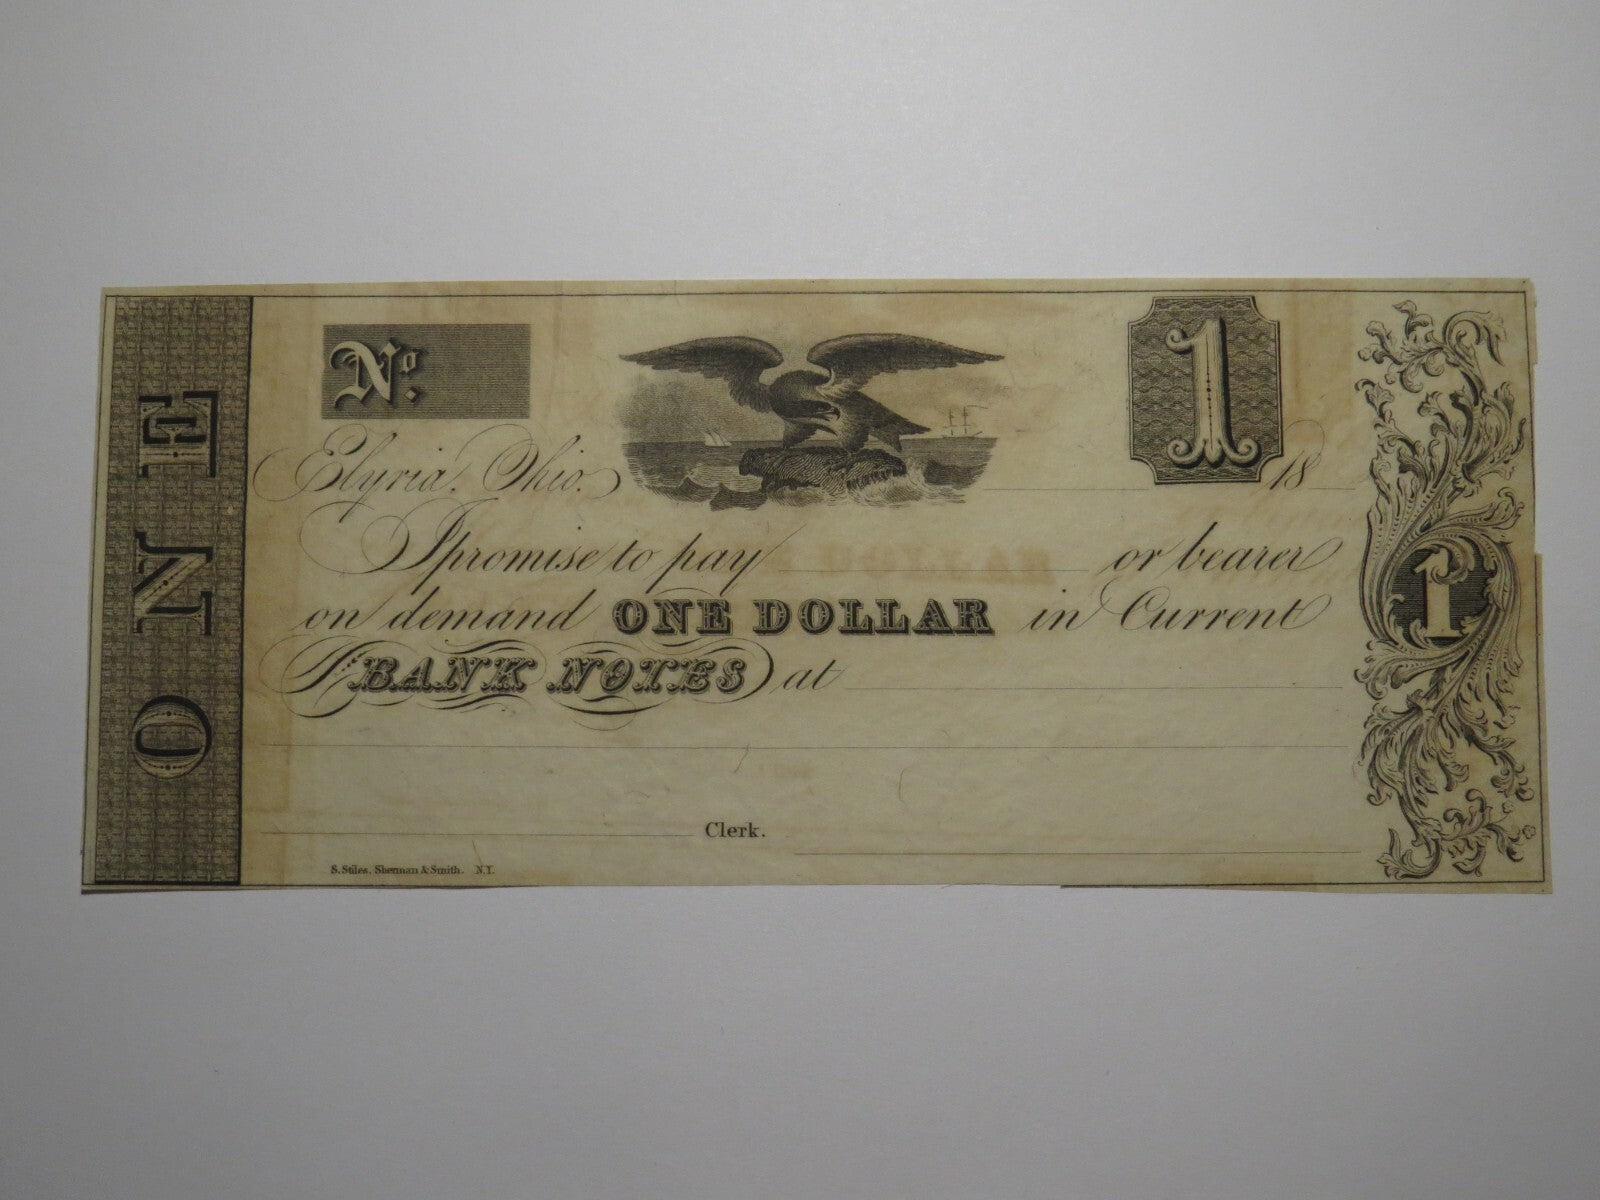 ONE
No.
1
Elyria, Ohio, 18
I promise to pay or bearer
on demand ONE DOLLAR in Current
BANK NOTES at
1
Clerk.
S. Stiles, Sherman & Smith. N.Y.